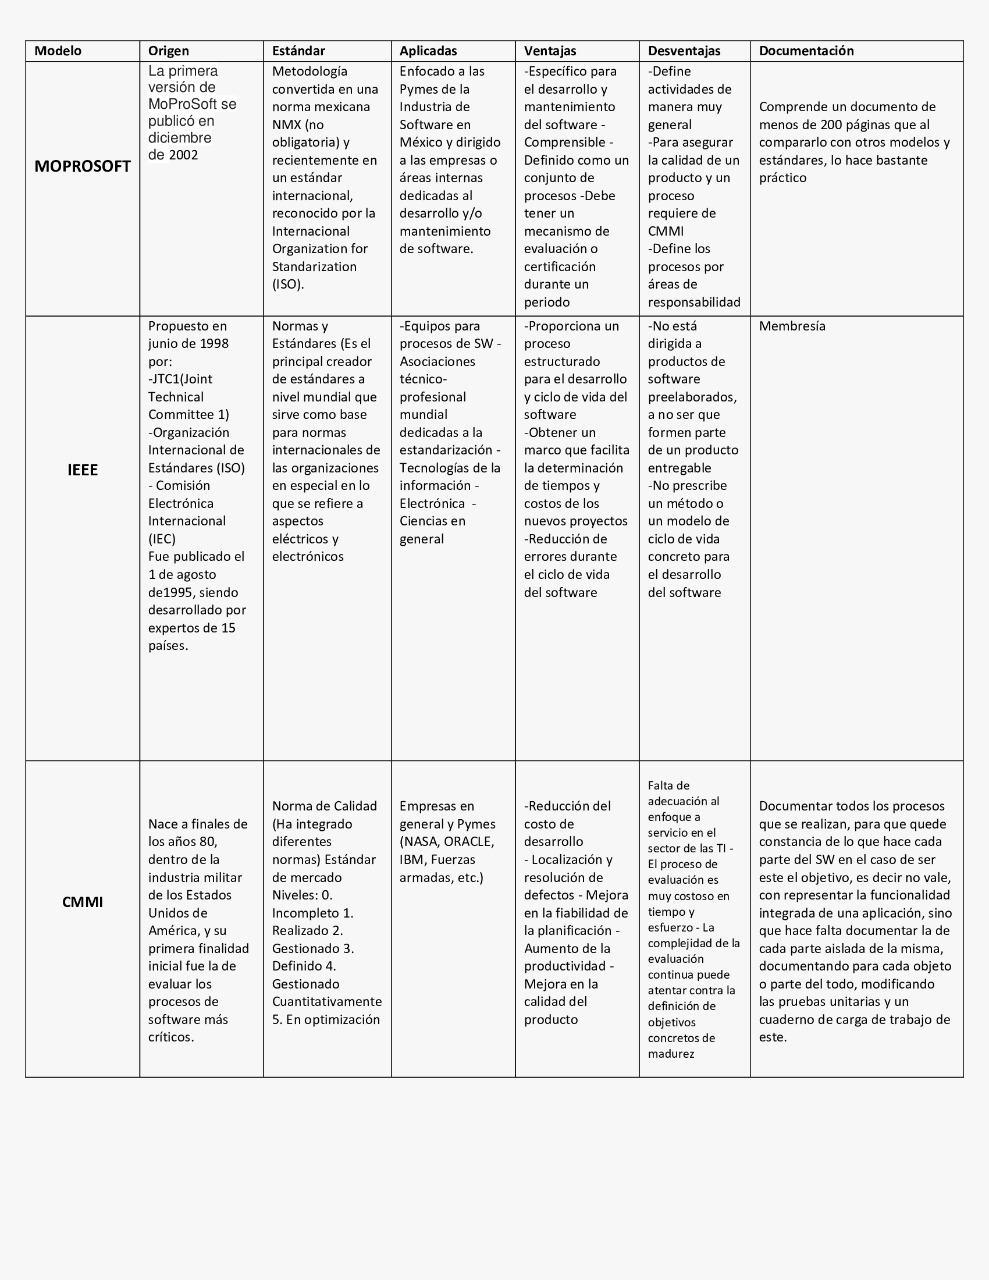 Modelo
Origen
Estándar
Aplicadas
Ventajas
Desventajas
Documentación
MOPROSOFT
La primera
versión de
MoProSoft se
publicó en
diciembre
de 2002
Metodología
convertida en una
norma mexicana
NMX (no
obligatoria) y
recientemente en
un estándar
internacional,
reconocido por la
Internacional
Organization for
Standarization
(ISO).
Enfocado a las
Pymes de la
Industria de
Software en
México y dirigido
a las empresas o
áreas internas
dedicadas al
desarrollo y/o
mantenimiento
de software.
-Específico para
el desarrollo y
mantenimiento
del software -
Comprensible -
Definido como un
conjunto de
procesos -Debe
tener un
mecanismo de
evaluación o
certificación
durante un
periodo
-Define
actividades de
manera muy
general
-Para asegurar
la calidad de un
producto y un
proceso
requiere de
CMMI
-Define los
procesos por
áreas de
responsabilidad
Comprende un documento de
menos de 200 páginas que al
compararlo con otros modelos y
estándares, lo hace bastante
práctico
IEEE
Propuesto en
junio de 1998
por:
-JTC1(Joint
Technical
Committee 1)
-Organización
Internacional de
Estándares (ISO)
- Comisión
Electrónica
Internacional
(IEC)
Fue publicado el
1 de agosto
de1995, siendo
desarrollado por
expertos de 15
países.
Normas y
Estándares (Es el
principal creador
de estándares a
nivel mundial que
sirve como base
para normas
internacionales de
las organizaciones
en especial en lo
que se refiere a
aspectos
eléctricos y
electrónicos
-Equipos para
procesos de SW -
Asociaciones
técnico-
profesional
mundial
dedicadas a la
estandarización -
Tecnologías de la
información -
Electrónica -
Ciencias en
general
-Proporciona un
proceso
estructurado
para el desarrollo
y ciclo de vida del
software
-Obtener un
marco que facilita
la determinación
de tiempos y
costos de los
nuevos proyectos
-Reducción de
errores durante
el ciclo de vida
del software
-No está
dirigida a
productos de
software
preelaborados,
a no ser que
formen parte
de un producto
entregable
-No prescribe
un método o
un modelo de
ciclo de vida
concreto para
el desarrollo
del software
Membresía
CMMI
Nace a finales de
los años 80,
dentro de la
industria militar
de los Estados
Unidos de
América, y su
primera finalidad
inicial fue la de
evaluar los
procesos de
software más
críticos.
Norma de Calidad
(Ha integrado
diferentes
normas) Estándar
de mercado
Niveles: 0.
Incompleto 1.
Realizado 2.
Gestionado 3.
Definido 4.
Gestionado
Cuantitativamente
5. En optimización
Empresas en
general y Pymes
(NASA, ORACLE,
IBM, Fuerzas
armadas, etc.)
-Reducción del
costo de
desarrollo
- Localización y
resolución de
defectos - Mejora
en la fiabilidad de
la planificación -
Aumento de la
productividad -
Mejora en la
calidad del
producto
Falta de
adecuación al
enfoque a
servicio en el
sector de las TI -
El proceso de
evaluación es
muy costoso en
tiempo y
esfuerzo - La
complejidad de la
evaluación
continua puede
atentar contra la
definición de
objetivos
concretos de
madurez
Documentar todos los procesos
que se realizan, para que quede
constancia de lo que hace cada
parte del SW en el caso de ser
este el objetivo, es decir no vale,
con representar la funcionalidad
integrada de una aplicación, sino
que hace falta documentar la de
cada parte aislada de la misma,
documentando para cada objeto
o parte del todo, modificando
las pruebas unitarias y un
cuaderno de carga de trabajo de
este.